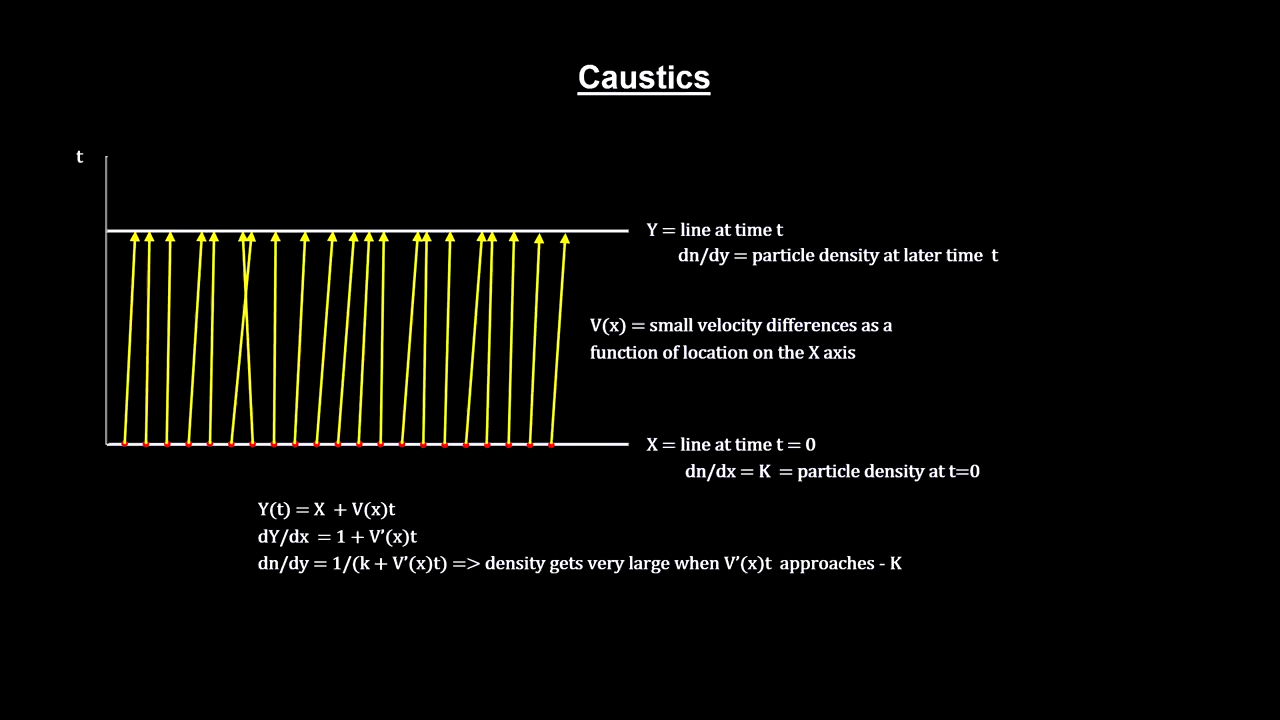 Caustics
t
Y = line at time t
dn/dy = particle density at later time t
V(x) = small velocity differences as a
function of location on the X axis
X = line at time t = 0
dn/dx = K = particle density at t=0
Y(t) = X + V(x)t
dY/dx = 1 + V’(x)t
dn/dy = 1/(k + V’(x)t) => density gets very large when V’(x)t approaches - K